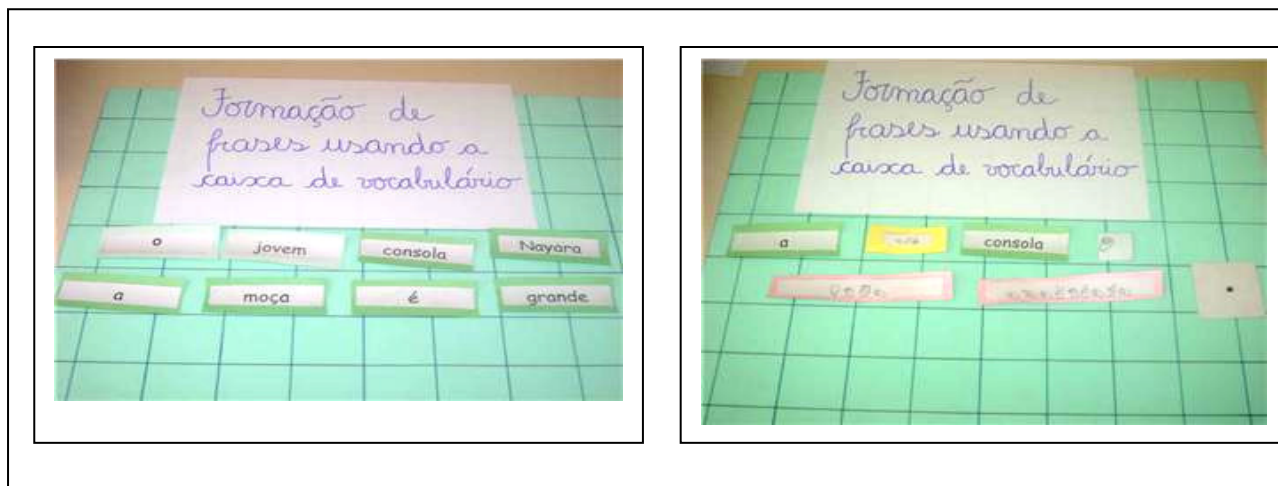 Formação de
frases usando a
caixa de vocabulário
o jovem consola Nayara
a moça é grande
Formação de
frases usando a
caixa de vocabulário
a consola o
.